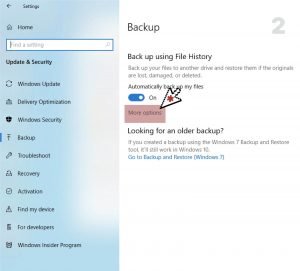 Settings
Backup
2
Find a setting
Update & Security
Windows Update
Delivery Optimization
Windows Security
Backup
Troubleshoot
Recovery
Activation
Find my device
For developers
Windows Insider Program
Back up using File History
Back up your files to another drive and restore them if the originals
are lost, damaged, or deleted.
Automatically back up my files
On
More options
Looking for an older backup?
If you created a backup using the Windows 7 Backup and Restore
tool, it'll still work in Windows 10.
Go to Backup and Restore (Windows 7)